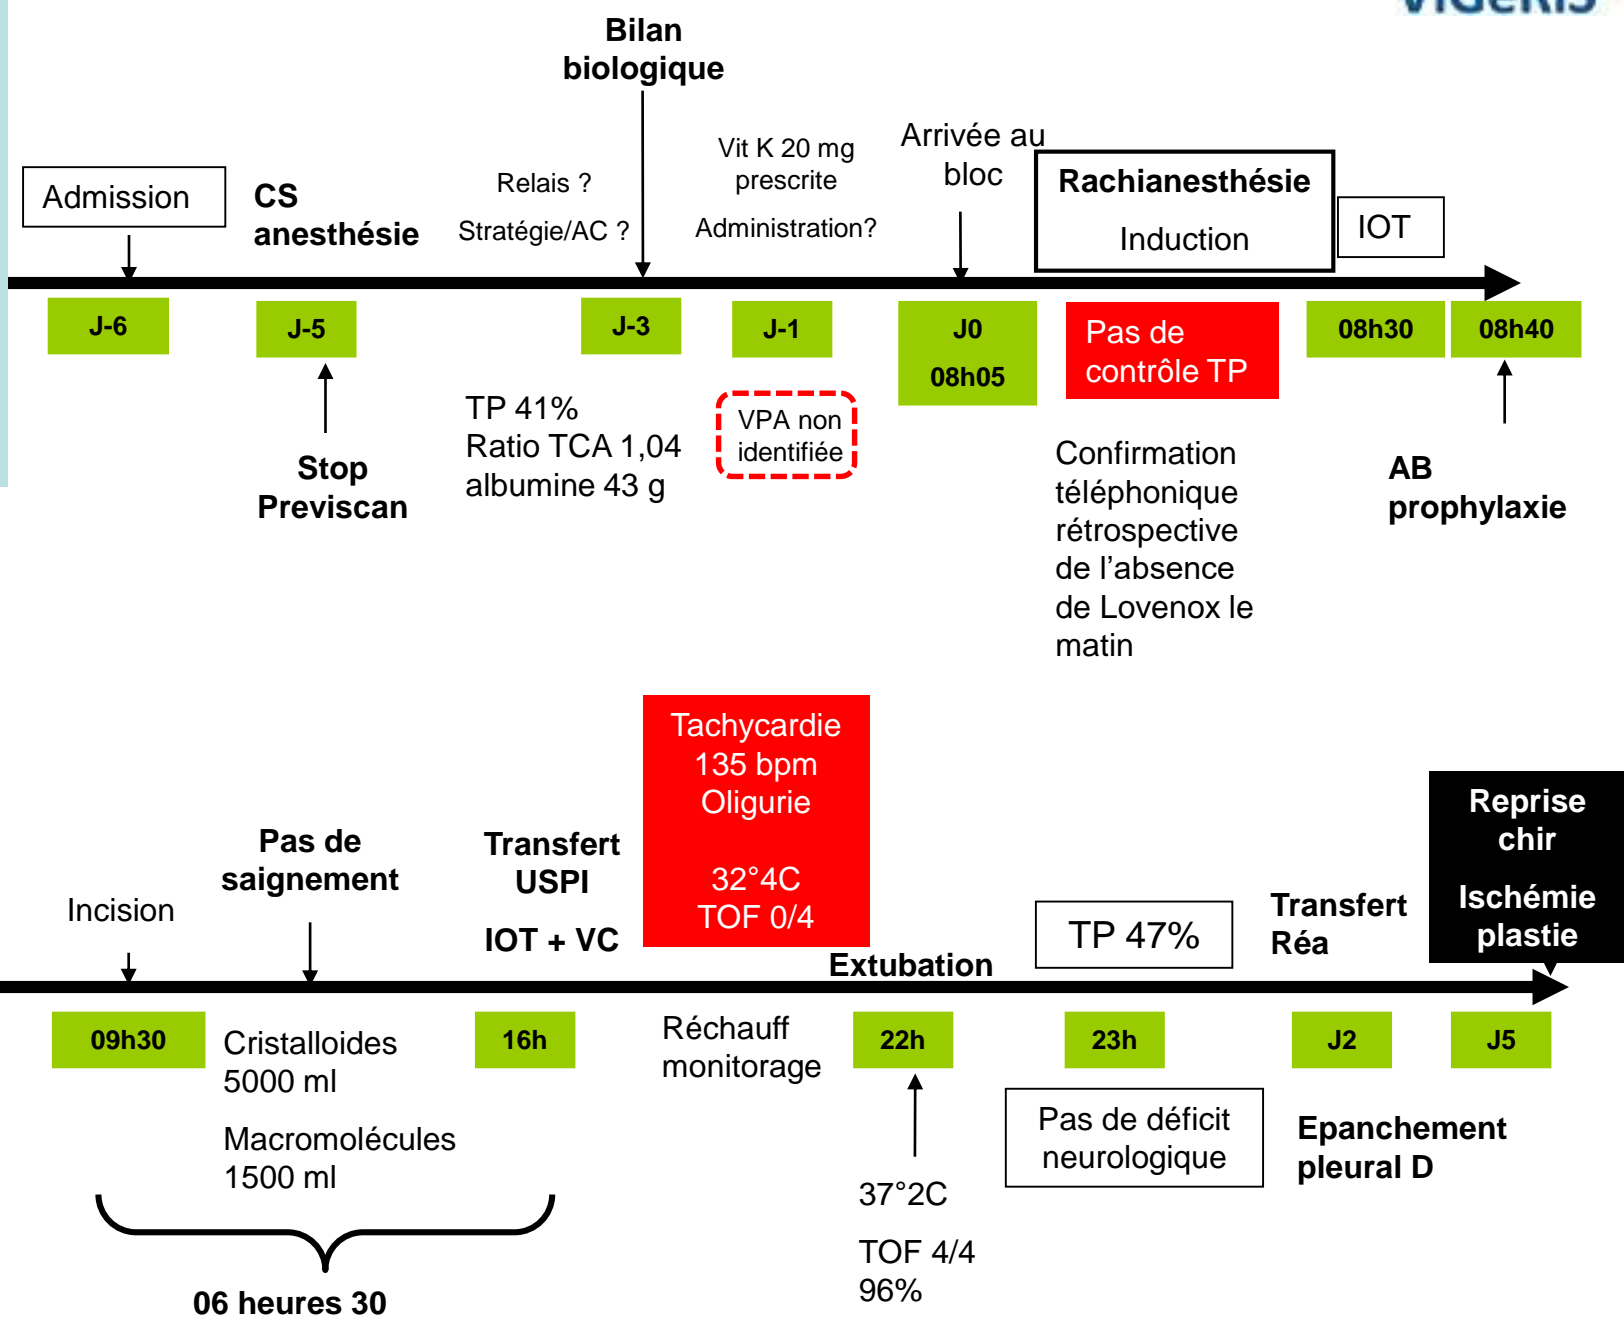 ViGeRiS
Bilan
biologique
Admission
CS
anesthésie
Relais ?
Stratégie/AC ?
Vit K 20 mg
prescrite
Administration?
Arrivée au
bloc
Rachianesthésie
Induction
IOT
J-6
J-5
J-3
J-1
J0
08h05
Pas de
contrôle TP
08h30
08h40
Stop
Previscan
TP 41%
Ratio TCA 1,04
albumine 43 g
VPA non
identifiée
Confirmation
téléphonique
rétrospective
de l'absence
de Lovenox le
matin
AB
prophylaxie
Incision
Pas de
saignement
Transfert
USPI
IOT + VC
Tachycardie
135 bpm
Oligurie
32°4C
TOF 0/4
Extubation
TP 47%
Transfert
Réa
Reprise
chir
Ischémie
plastie
09h30
Cristalloides
5000 ml
Macromolécules
1500 ml
16h
Réchauff
monitorage
22h
23h
J2
J5
37°2C
TOF 4/4
96%
Pas de déficit
neurologique
Epanchement
pleural D
06 heures 30